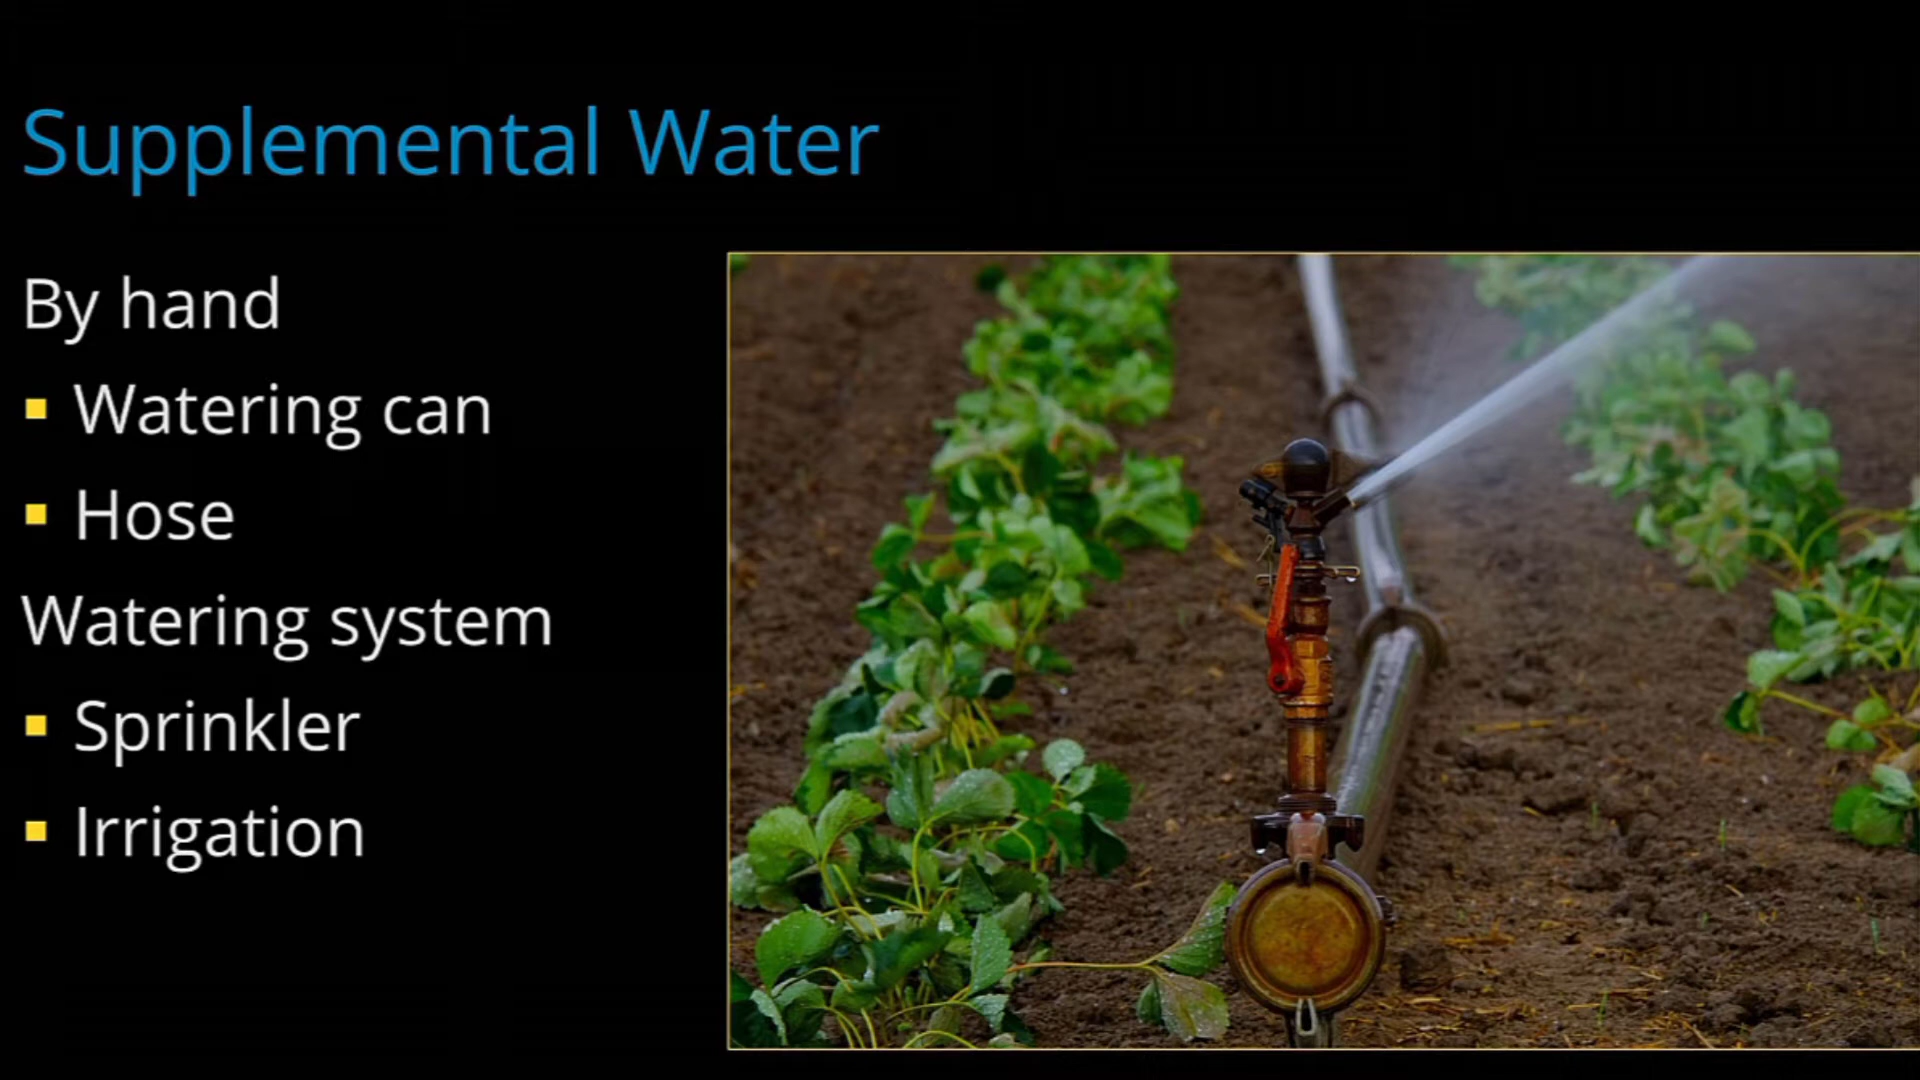 Supplemental Water
By hand
▪ Watering can
▪ Hose
Watering system
▪ Sprinkler
▪ Irrigation